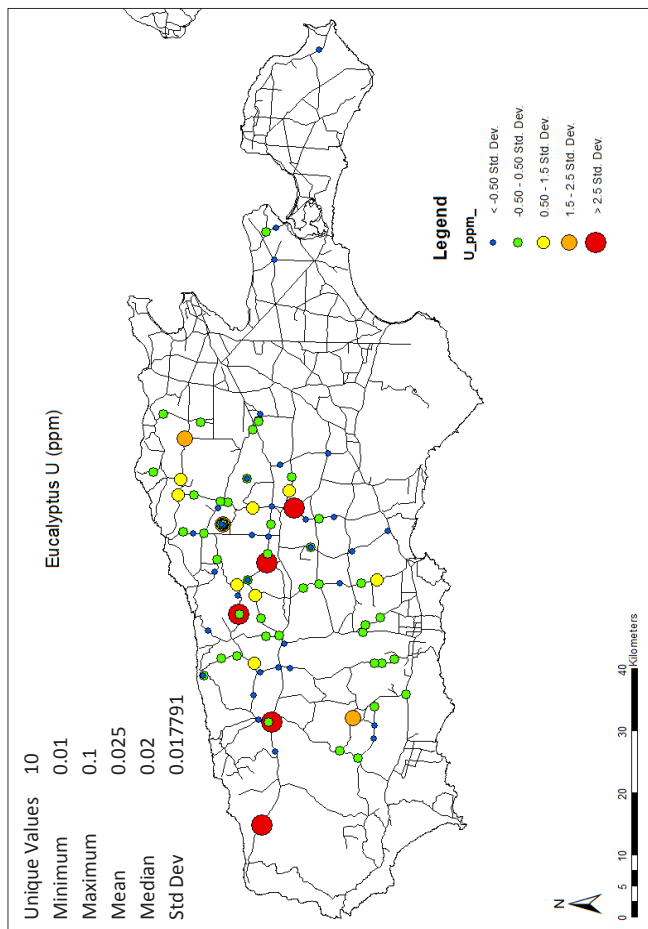 Unique Values 10
Minimum 0.01
Maximum 0.1
Mean 0.025
Median 0.02
Std Dev 0.017791
Eucalyptus U (ppm)
Legend
U_ppm_
< -0.50 Std. Dev.
-0.50 - 0.50 Std. Dev.
0.50 - 1.5 Std. Dev.
1.5 - 2.5 Std. Dev.
> 2.5 Std. Dev.
N
0 5 10 20 30 40
Kilometers